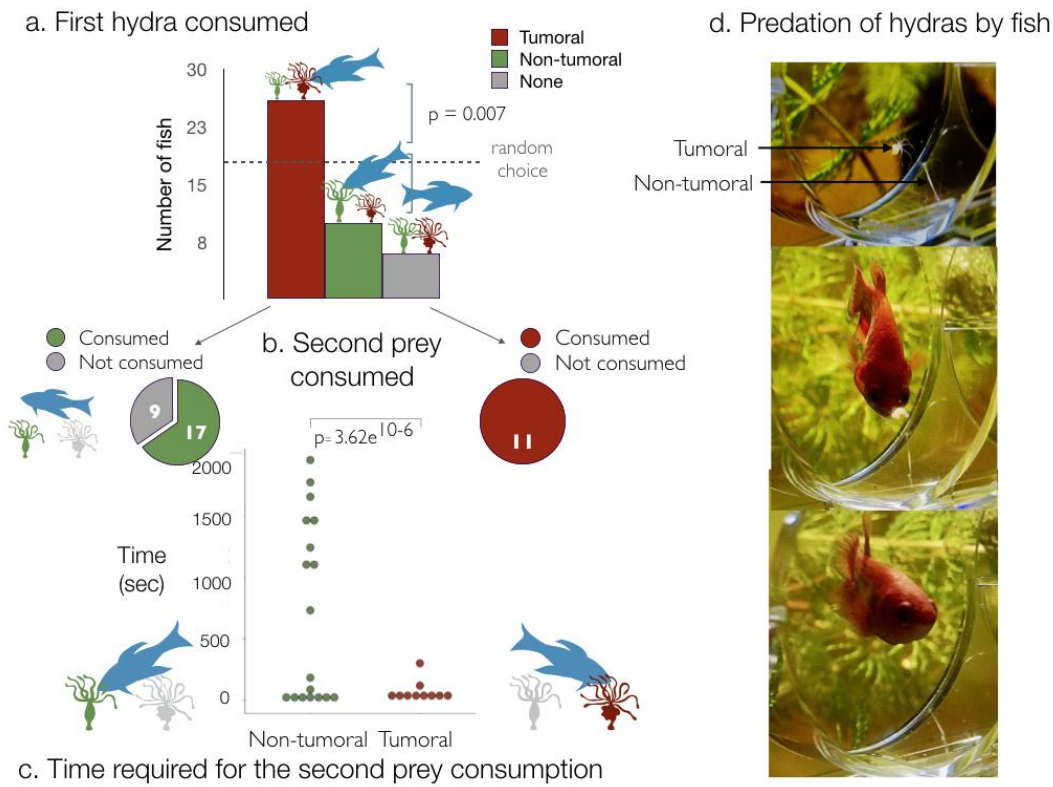 a. First hydra consumed
Tumoral
Non-tumoral
None
Number of fish
30
23
15
8
p = 0.007
random
choice
d. Predation of hydras by fish
Tumoral
Non-tumoral
Consumed
Not consumed
9
17
b. Second prey
consumed
Consumed
Not consumed
11
p= 3.62e10-6
Time
(sec)
2000
1500
1000
500
0
Non-tumoral
Tumoral
c. Time required for the second prey consumption